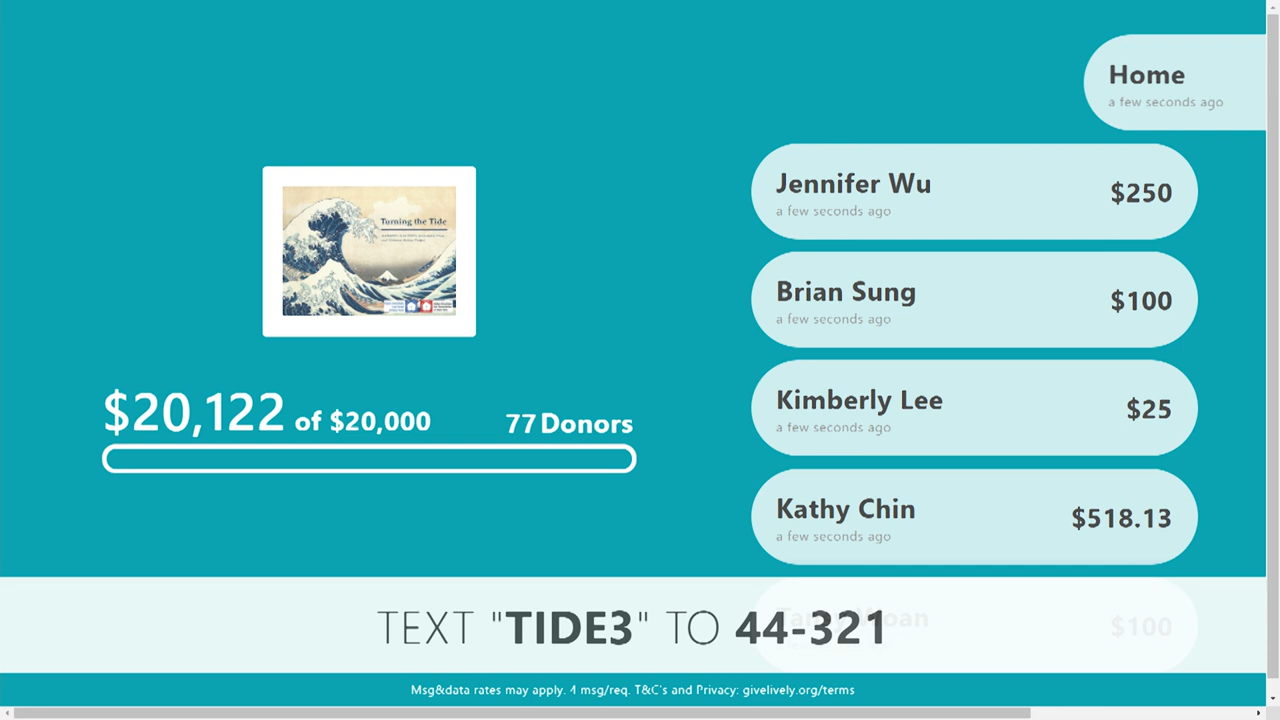 Home
a few seconds ago
Jennifer Wu
a few seconds ago
$250
Brian Sung
a few seconds ago
$100
Kimberly Lee
a few seconds ago
$25
Kathy Chin
a few seconds ago
$518.13
$100
Turning the Tide
$20,122 of $20,000
77 Donors
TEXT "TIDE3" TO 44-321
Msg&data rates may apply. 4 msg/req. T&C's and Privacy: givelively.org/terms